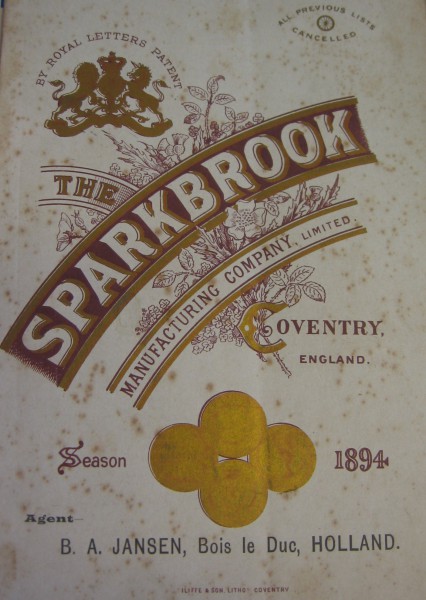 ALL PREVIOUS LISTS
CANCELLED
BY ROYAL LETTERS PATENT
THE
SPARKBROOK
MANUFACTURING COMPANY, LIMITED.
COVENTRY,
ENGLAND.
Season 1894
Agent—
B. A. JANSEN, Bois le Duc, HOLLAND.
ILIFFE & SON, LITHO' COVENTRY